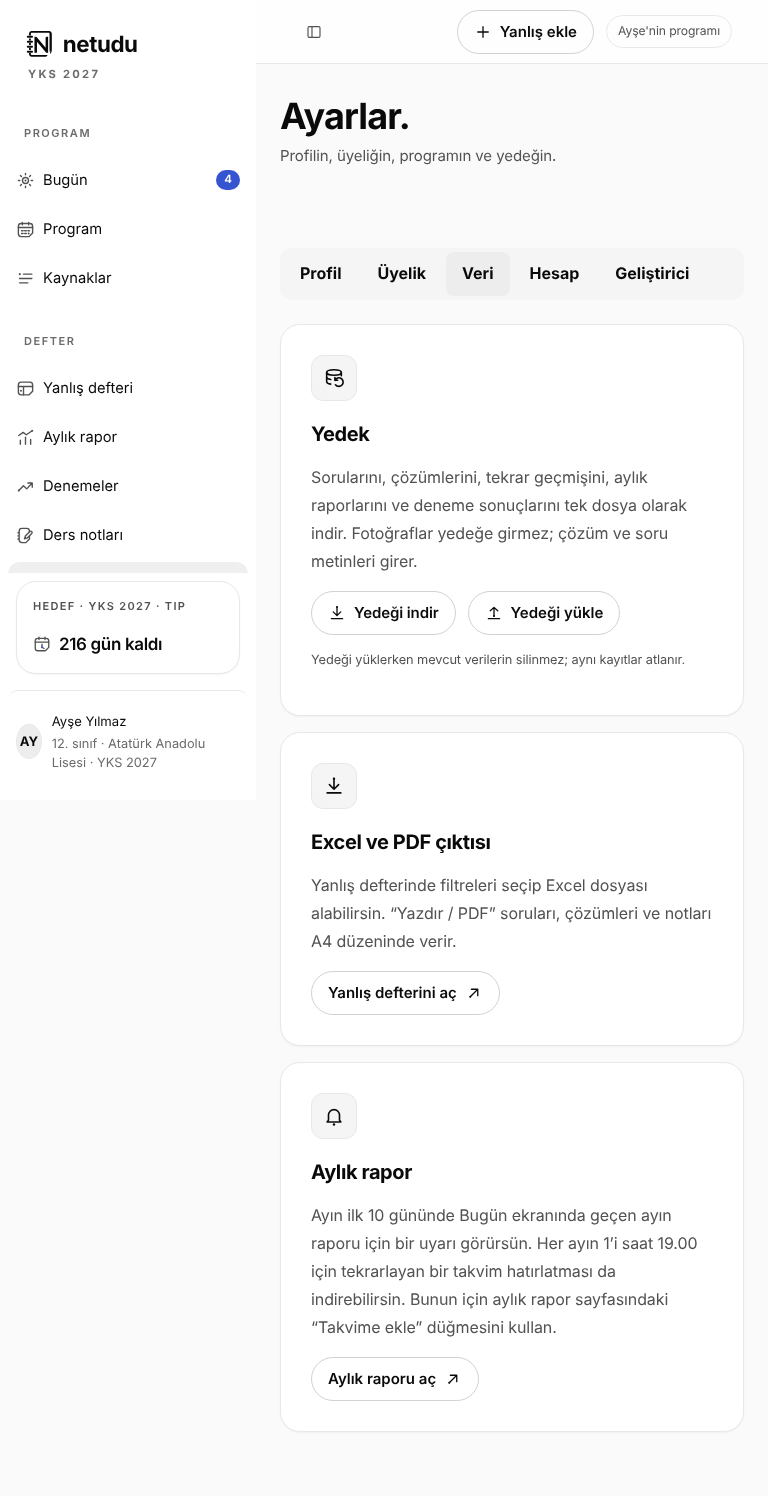 netudu
YKS 2027
PROGRAM
Bugün
4
Program
Kaynaklar
DEFTER
Yanlış defteri
Aylık rapor
Denemeler
Ders notları
HEDEF · YKS 2027 · TIP
216 gün kaldı
AY
Ayşe Yılmaz
12. sınıf · Atatürk Anadolu
Lisesi · YKS 2027
Yanlış ekle
Ayşe'nin programı
Ayarlar.
Profilin, üyeliğin, programın ve yedeğin.
Profil
Üyelik
Veri
Hesap
Geliştirici
Yedek
Sorularını, çözümlerini, tekrar geçmişini, aylık
raporlarını ve deneme sonuçlarını tek dosya olarak
indir. Fotoğraflar yedeğe girmez; çözüm ve soru
metinleri girer.
Yedeği indir
Yedeği yükle
Yedeği yüklerken mevcut verilerin silinmez; aynı kayıtlar atlanır.
Excel ve PDF çıktısı
Yanlış defterinde filtreleri seçip Excel dosyası
alabilirsin. “Yazdır / PDF” soruları, çözümleri ve notları
A4 düzeninde verir.
Yanlış defterini aç
Aylık rapor
Ayın ilk 10 gününde Bugün ekranında geçen ayın
raporu için bir uyarı görürsün. Her ayın 1’i saat 19.00
için tekrarlayan bir takvim hatırlatması da
indirebilirsin. Bunun için aylık rapor sayfasındaki
“Takvime ekle” düğmesini kullan.
Aylık raporu aç